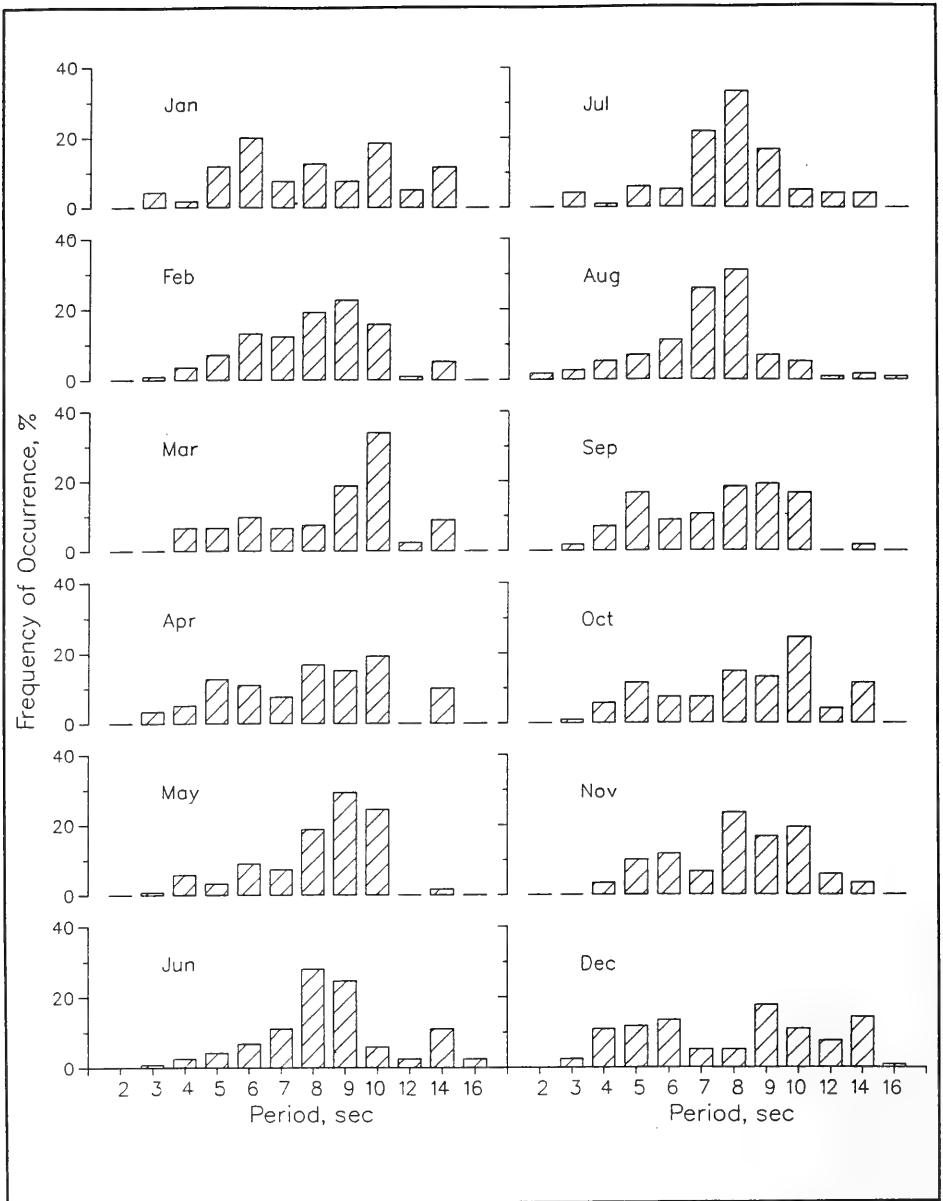 40
20
0
Jan
Jul
40
20
0
Feb
Aug
40
20
0
Mar
Sep
40
20
0
Apr
Oct
40
20
0
May
Nov
40
20
0
Jun
Dec
Frequency of Occurrence, %
2 3 4 5 6 7 8 9 10 12 14 16
2 3 4 5 6 7 8 9 10 12 14 16
Period, sec
Period, sec